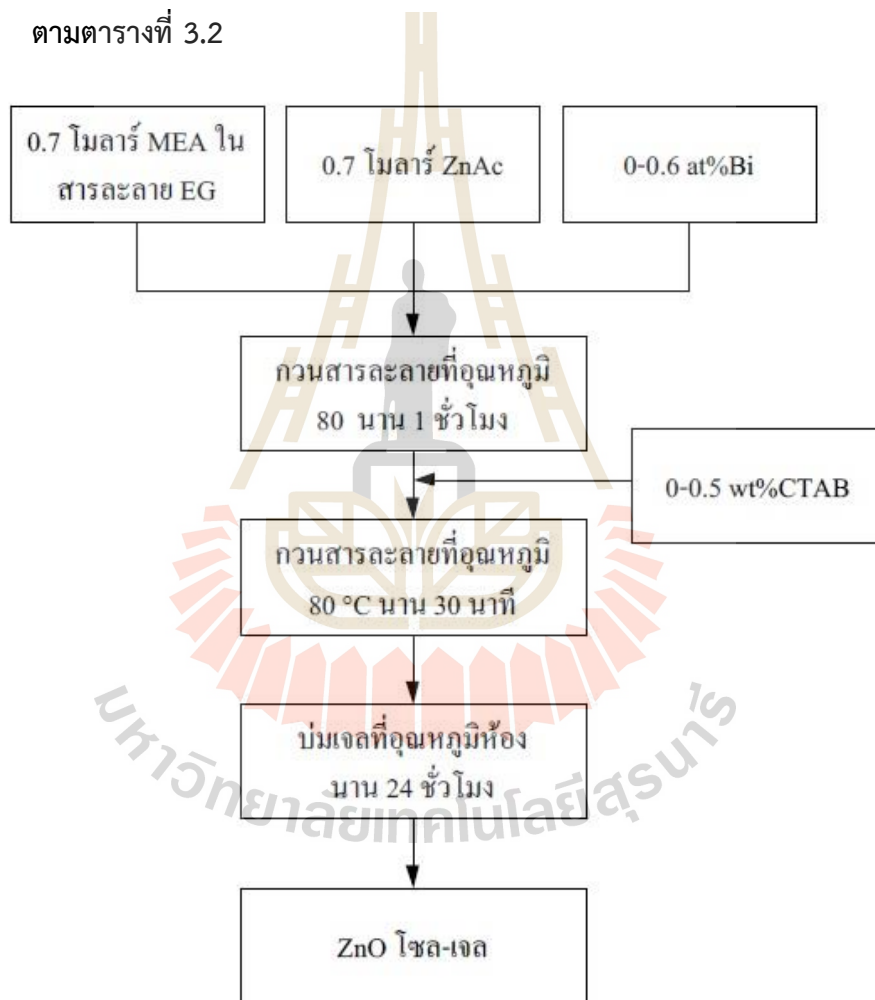 ตามตารางที่ 3.2
0.7 โมลาร์ MEA ใน
สารละลาย EG
0.7 โมลาร์ ZnAc
0-0.6 at%Bi
กวนสารละลายที่อุณหภูมิ
80 นาน 1 ชั่วโมง
0-0.5 wt%CTAB
กวนสารละลายที่อุณหภูมิ
80 °C นาน 30 นาที
บ่มเจลที่อุณหภูมิห้อง
นาน 24 ชั่วโมง
มหาวิทยาลัยเทคโนโลยีสุรนารี
ZnO โซล-เจล